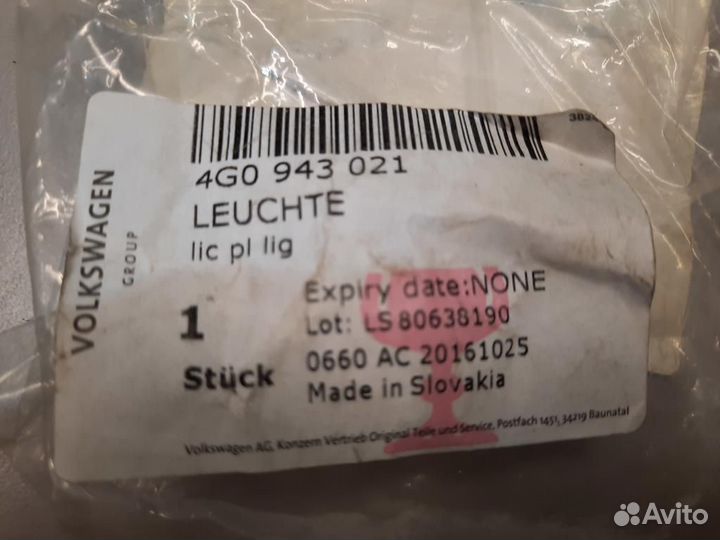 4G0 943 021
LEUCHTE
lic pl lig
VOLKSWAGEN
GROUP
1
Stück
Expiry date:NONE
Lot: LS 80638190
0660 AC 20161025
Made in Slovakia
Volkswagen AG, Konzern Vertrieb Original Teile und Service, Postfach 1451, 34219 Baunatal
Avito